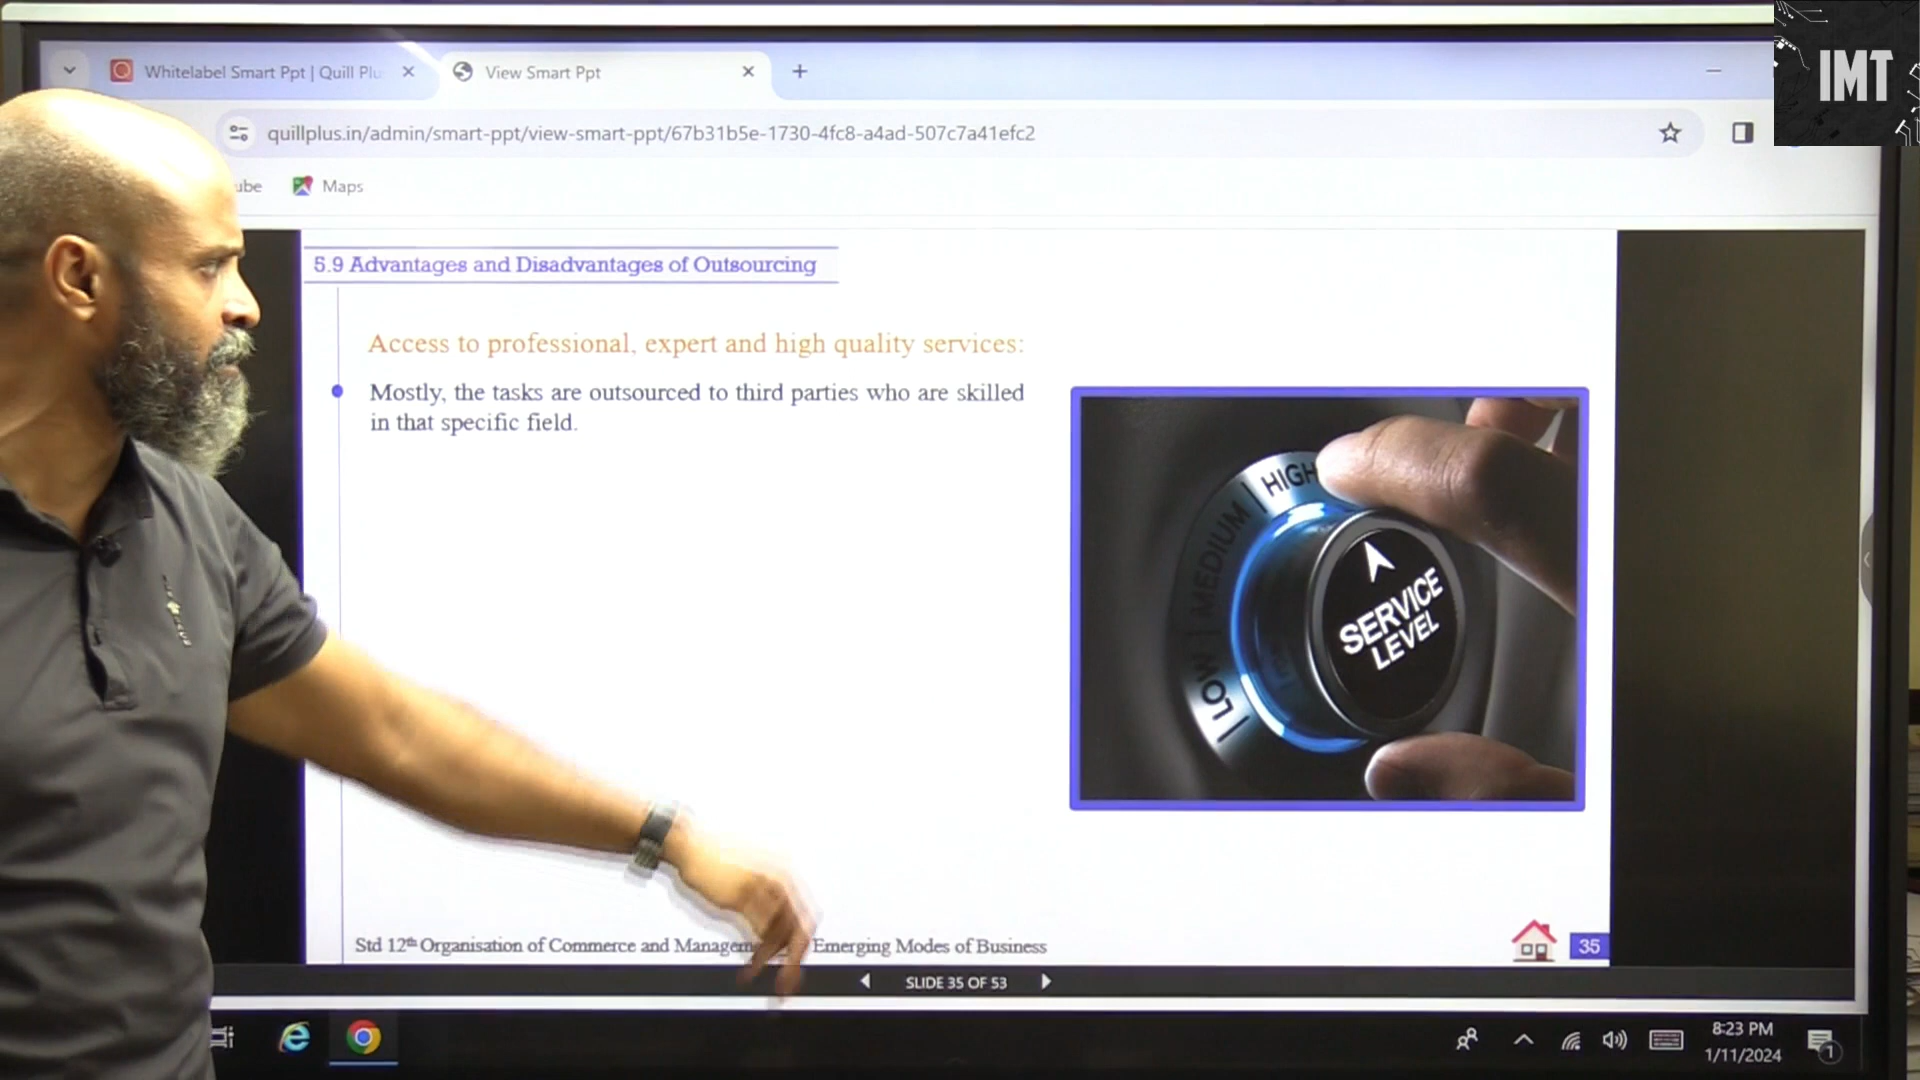 IMT
Whitelabel Smart Ppt | Quill Plu
View Smart Ppt
quillplus.in/admin/smart-ppt/view-smart-ppt/67b31b5e-1730-4fc8-a4ad-507c7a41efc2
ube
Maps
5.9 Advantages and Disadvantages of Outsourcing
Access to professional, expert and high quality services:
Mostly, the tasks are outsourced to third parties who are skilled
in that specific field.
LOW | MEDIUM | HIGH
SERVICE
LEVEL
Std 12th Organisation of Commerce and Managem Emerging Modes of Business
35
SLIDE 35 OF 53
8:23 PM
1/11/2024
1